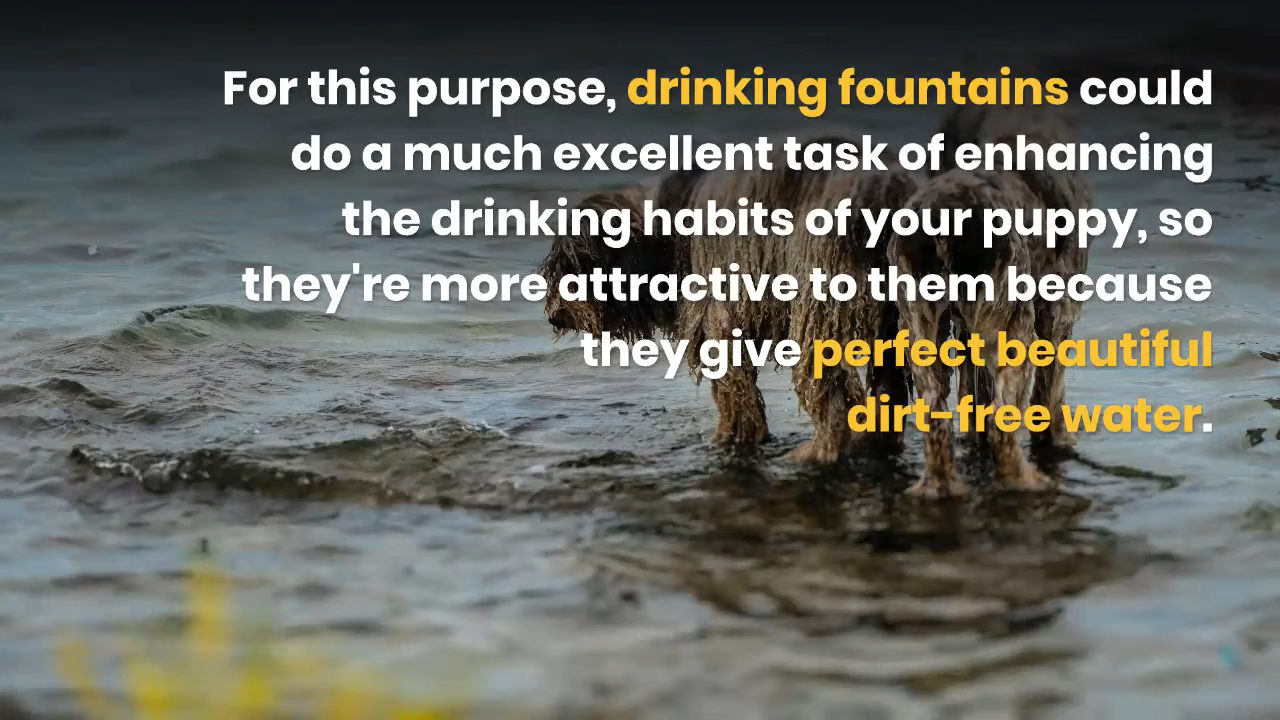 For this purpose, drinking fountains could
do a much excellent task of enhancing
the drinking habits of your puppy, so
they're more attractive to them because
they give perfect beautiful
dirt-free water.